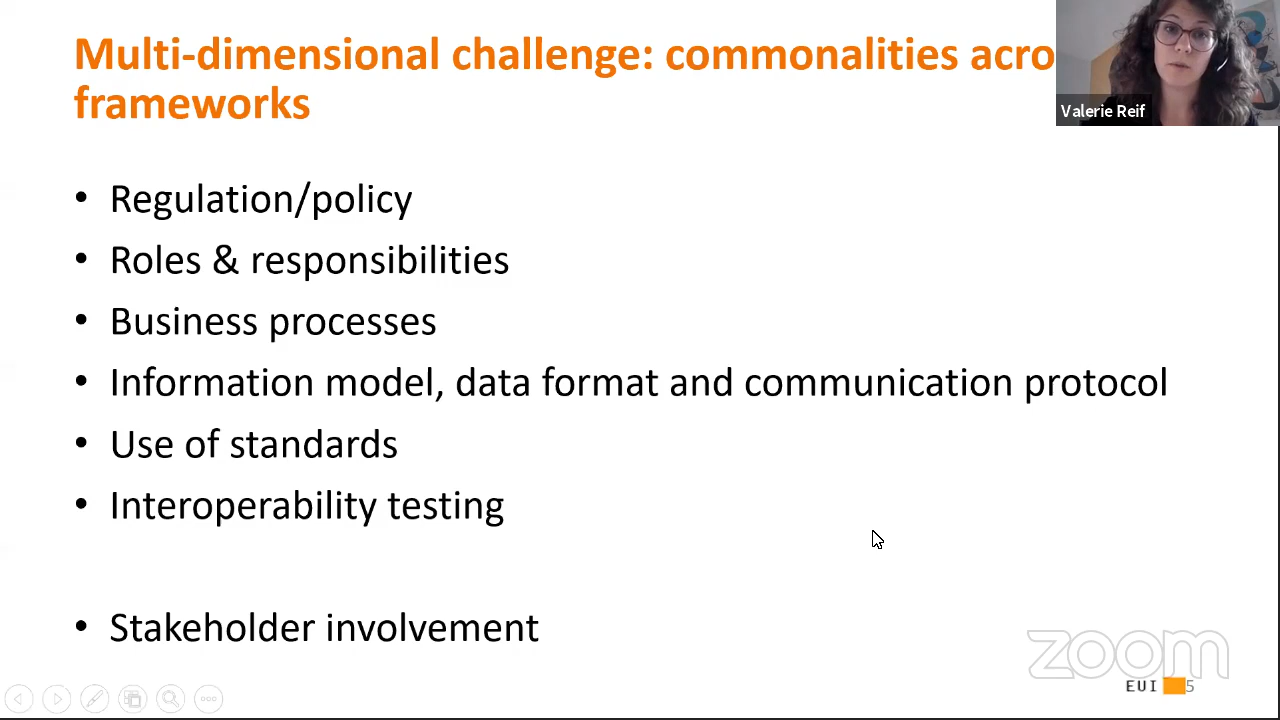 Multi-dimensional challenge: commonalities acro
frameworks
Valerie Reif
• Regulation/policy
• Roles & responsibilities
• Business processes
• Information model, data format and communication protocol
• Use of standards
• Interoperability testing
• Stakeholder involvement
zoom
EUI 5